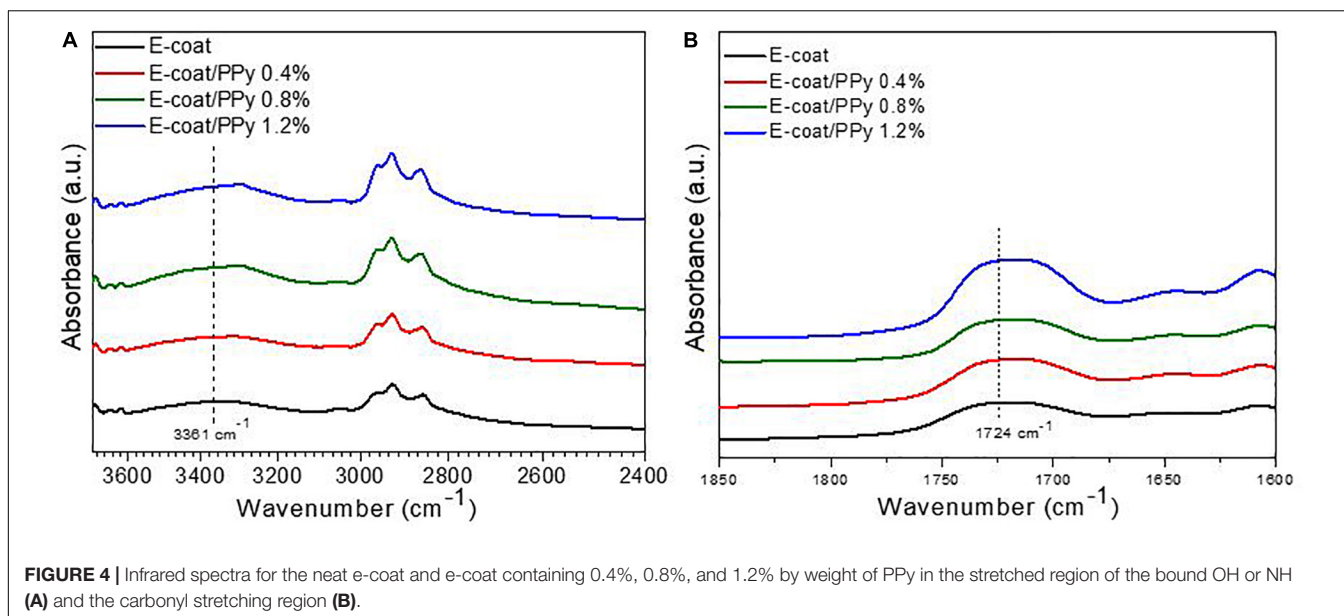 A
E-coat
E-coat/PPy 0.4%
E-coat/PPy 0.8%
E-coat/PPy 1.2%
Absorbance (a.u.)
3361 cm⁻¹
3600 3400 3200 3000 2800 2600 2400
Wavenumber (cm⁻¹)
B
E-coat
E-coat/PPy 0.4%
E-coat/PPy 0.8%
E-coat/PPy 1.2%
Absorbance (a.u.)
1724 cm⁻¹
1850 1800 1750 1700 1650 1600
Wavenumber (cm⁻¹)
FIGURE 4 | Infrared spectra for the neat e-coat and e-coat containing 0.4%, 0.8%, and 1.2% by weight of PPy in the stretched region of the bound OH or NH
(A) and the carbonyl stretching region (B).